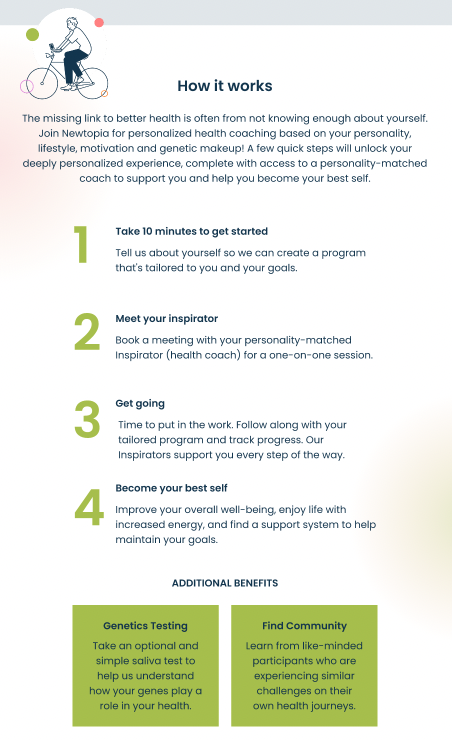 How it works
The missing link to better health is often from not knowing enough about yourself.
Join Newtopia for personalized health coaching based on your personality,
lifestyle, motivation and genetic makeup! A few quick steps will unlock your
deeply personalized experience, complete with access to a personality-matched
coach to support you and help you become your best self.
1
Take 10 minutes to get started
Tell us about yourself so we can create a program
that's tailored to you and your goals.
2
Meet your inspirator
Book a meeting with your personality-matched
Inspirator (health coach) for a one-on-one session.
3
Get going
Time to put in the work. Follow along with your
tailored program and track progress. Our
Inspirators support you every step of the way.
4
Become your best self
Improve your overall well-being, enjoy life with
increased energy, and find a support system to help
maintain your goals.
ADDITIONAL BENEFITS
Genetics Testing
Take an optional and
simple saliva test to
help us understand
how your genes play a
role in your health.
Find Community
Learn from like-minded
participants who are
experiencing similar
challenges on their
own health journeys.